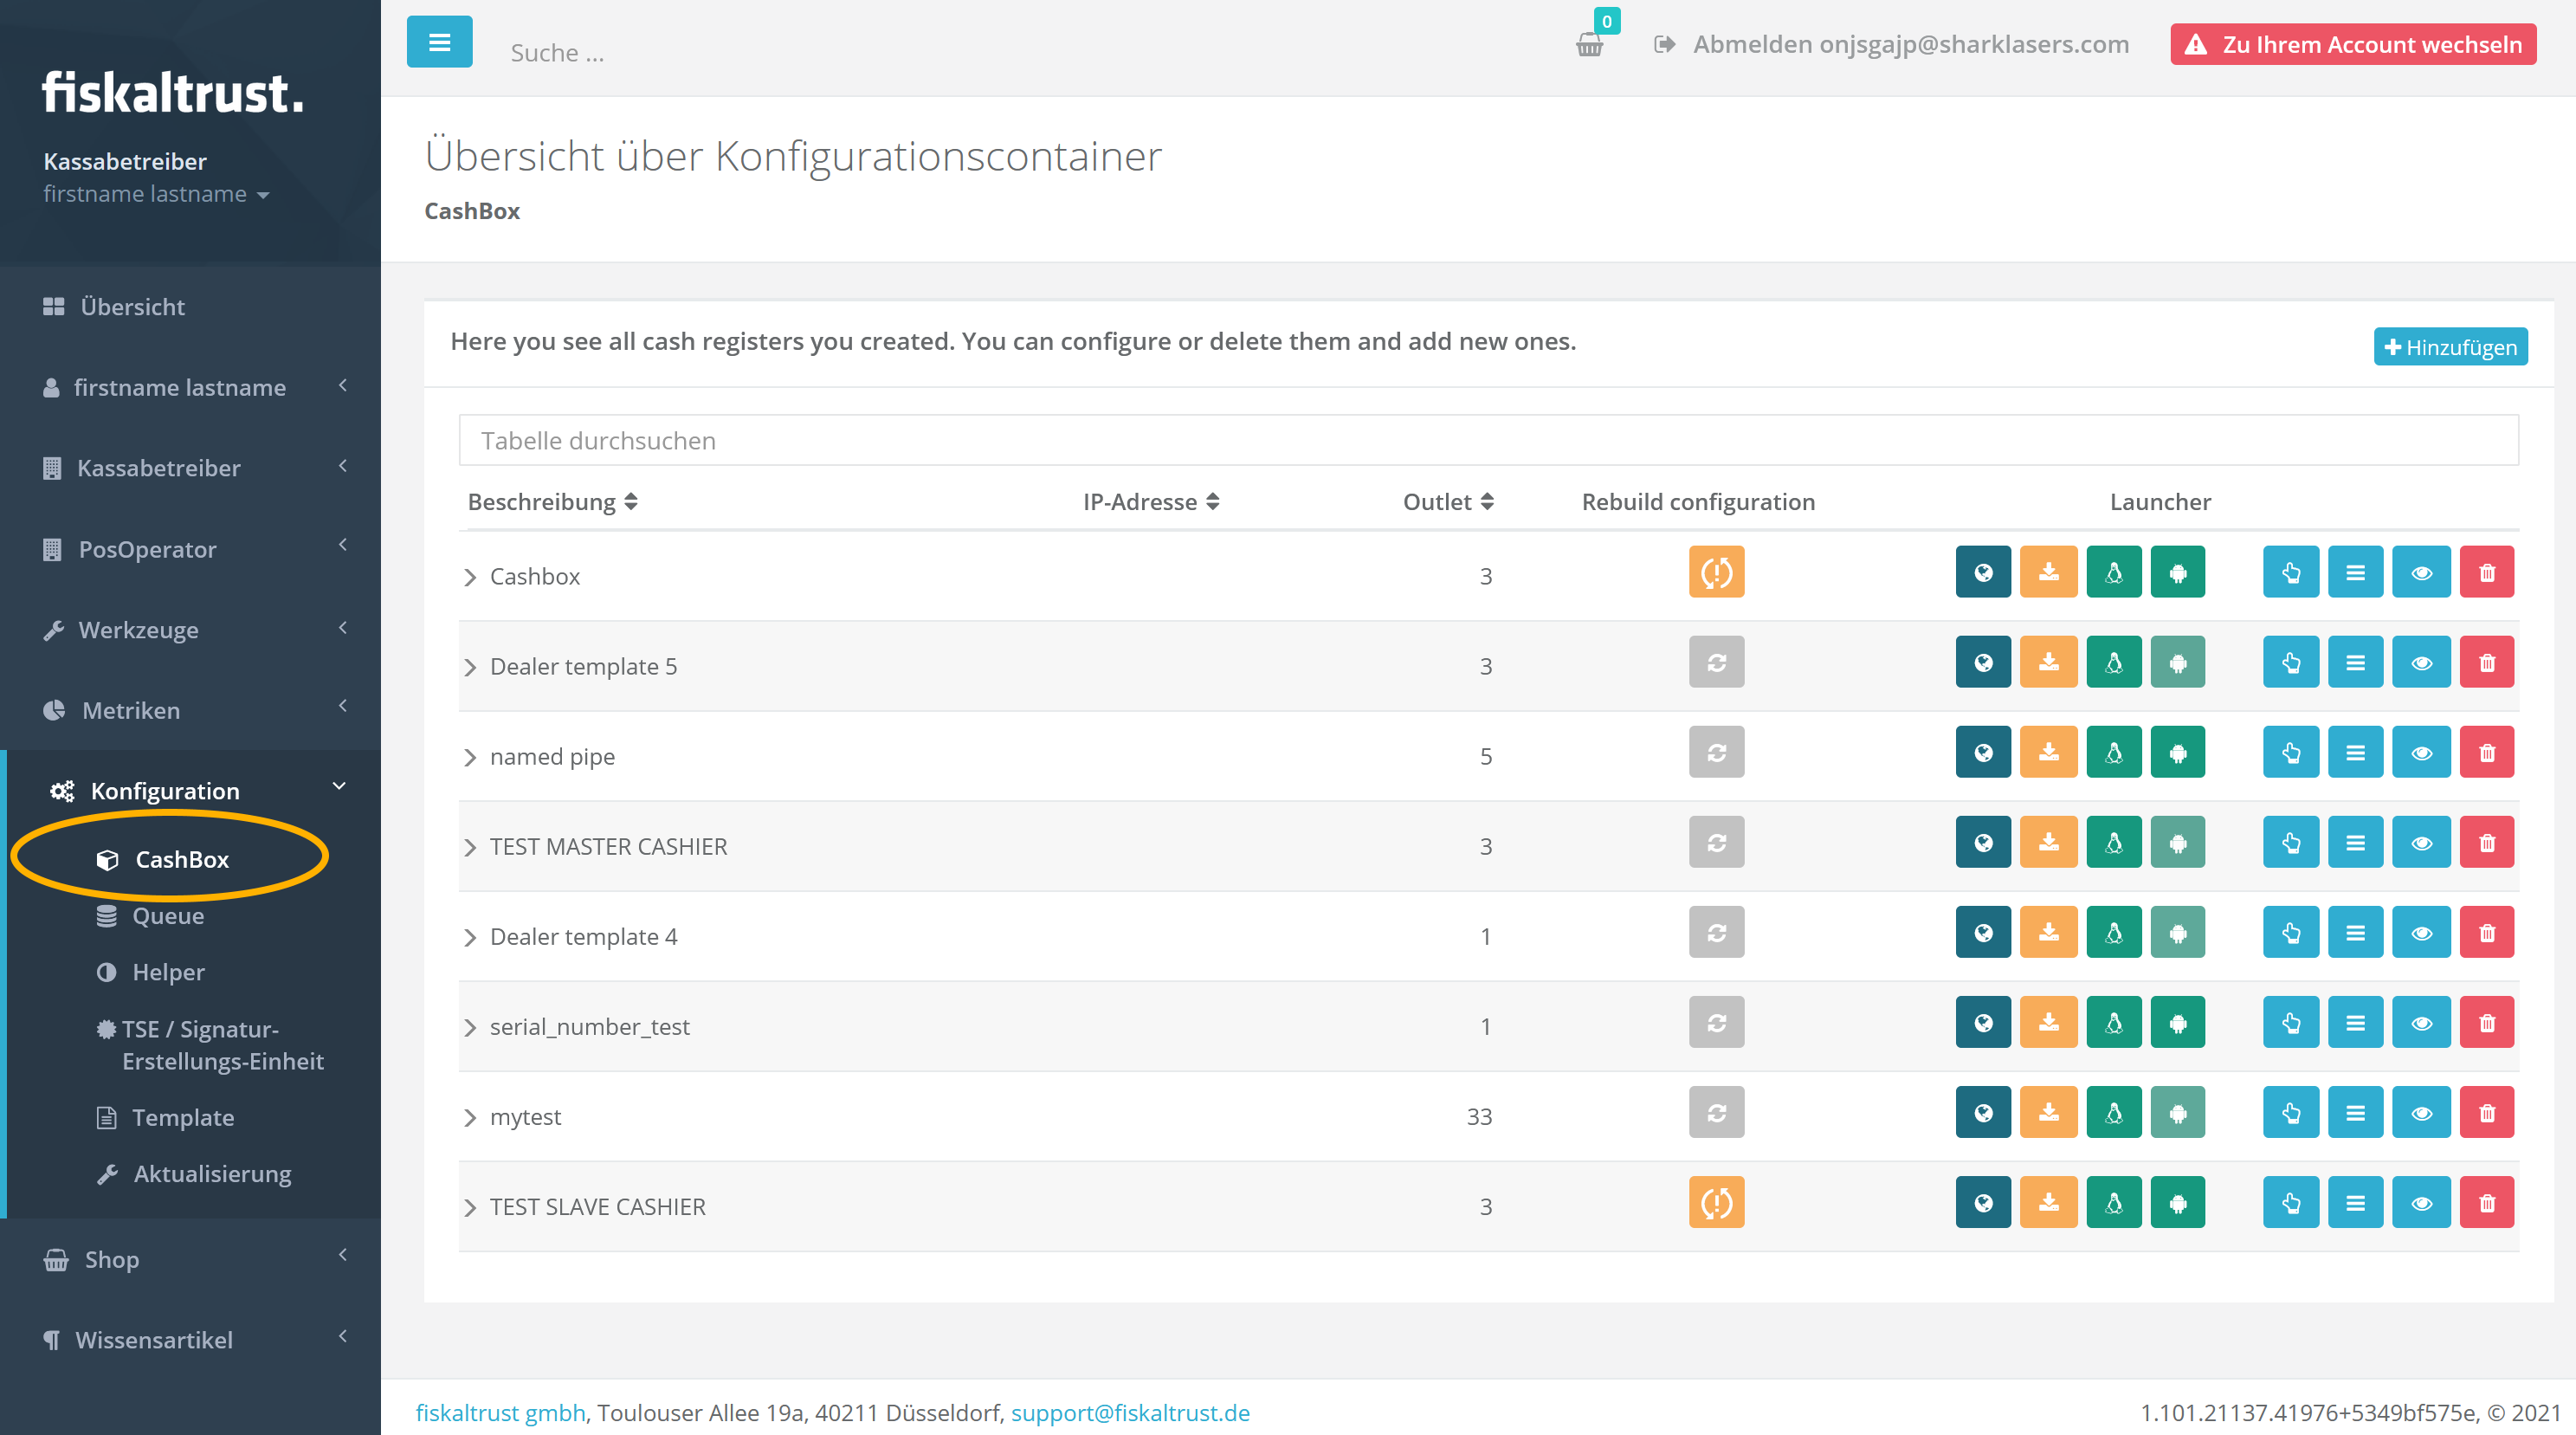 fiskaltrust.
Kassabetreiber
firstname lastname
Übersicht
firstname lastname
Kassabetreiber
PosOperator
Werkzeuge
Metriken
Konfiguration
CashBox
Queue
Helper
TSE / Signatur-
Erstellungs-Einheit
Template
Aktualisierung
Shop
Wissensartikel
Suche ...
0
Abmelden onjsgajp@sharklasers.com
Zu Ihrem Account wechseln
Übersicht über Konfigurationscontainer
CashBox
Here you see all cash registers you created. You can configure or delete them and add new ones.
Hinzufügen
Tabelle durchsuchen
Beschreibung IP-Adresse Outlet Rebuild configuration Launcher
Cashbox 3
Dealer template 5 3
named pipe 5
TEST MASTER CASHIER 3
Dealer template 4 1
serial_number_test 1
mytest 33
TEST SLAVE CASHIER 3
fiskaltrust gmbh, Toulouser Allee 19a, 40211 Düsseldorf, support@fiskaltrust.de
1.101.21137.41976+5349bf575e, © 2021